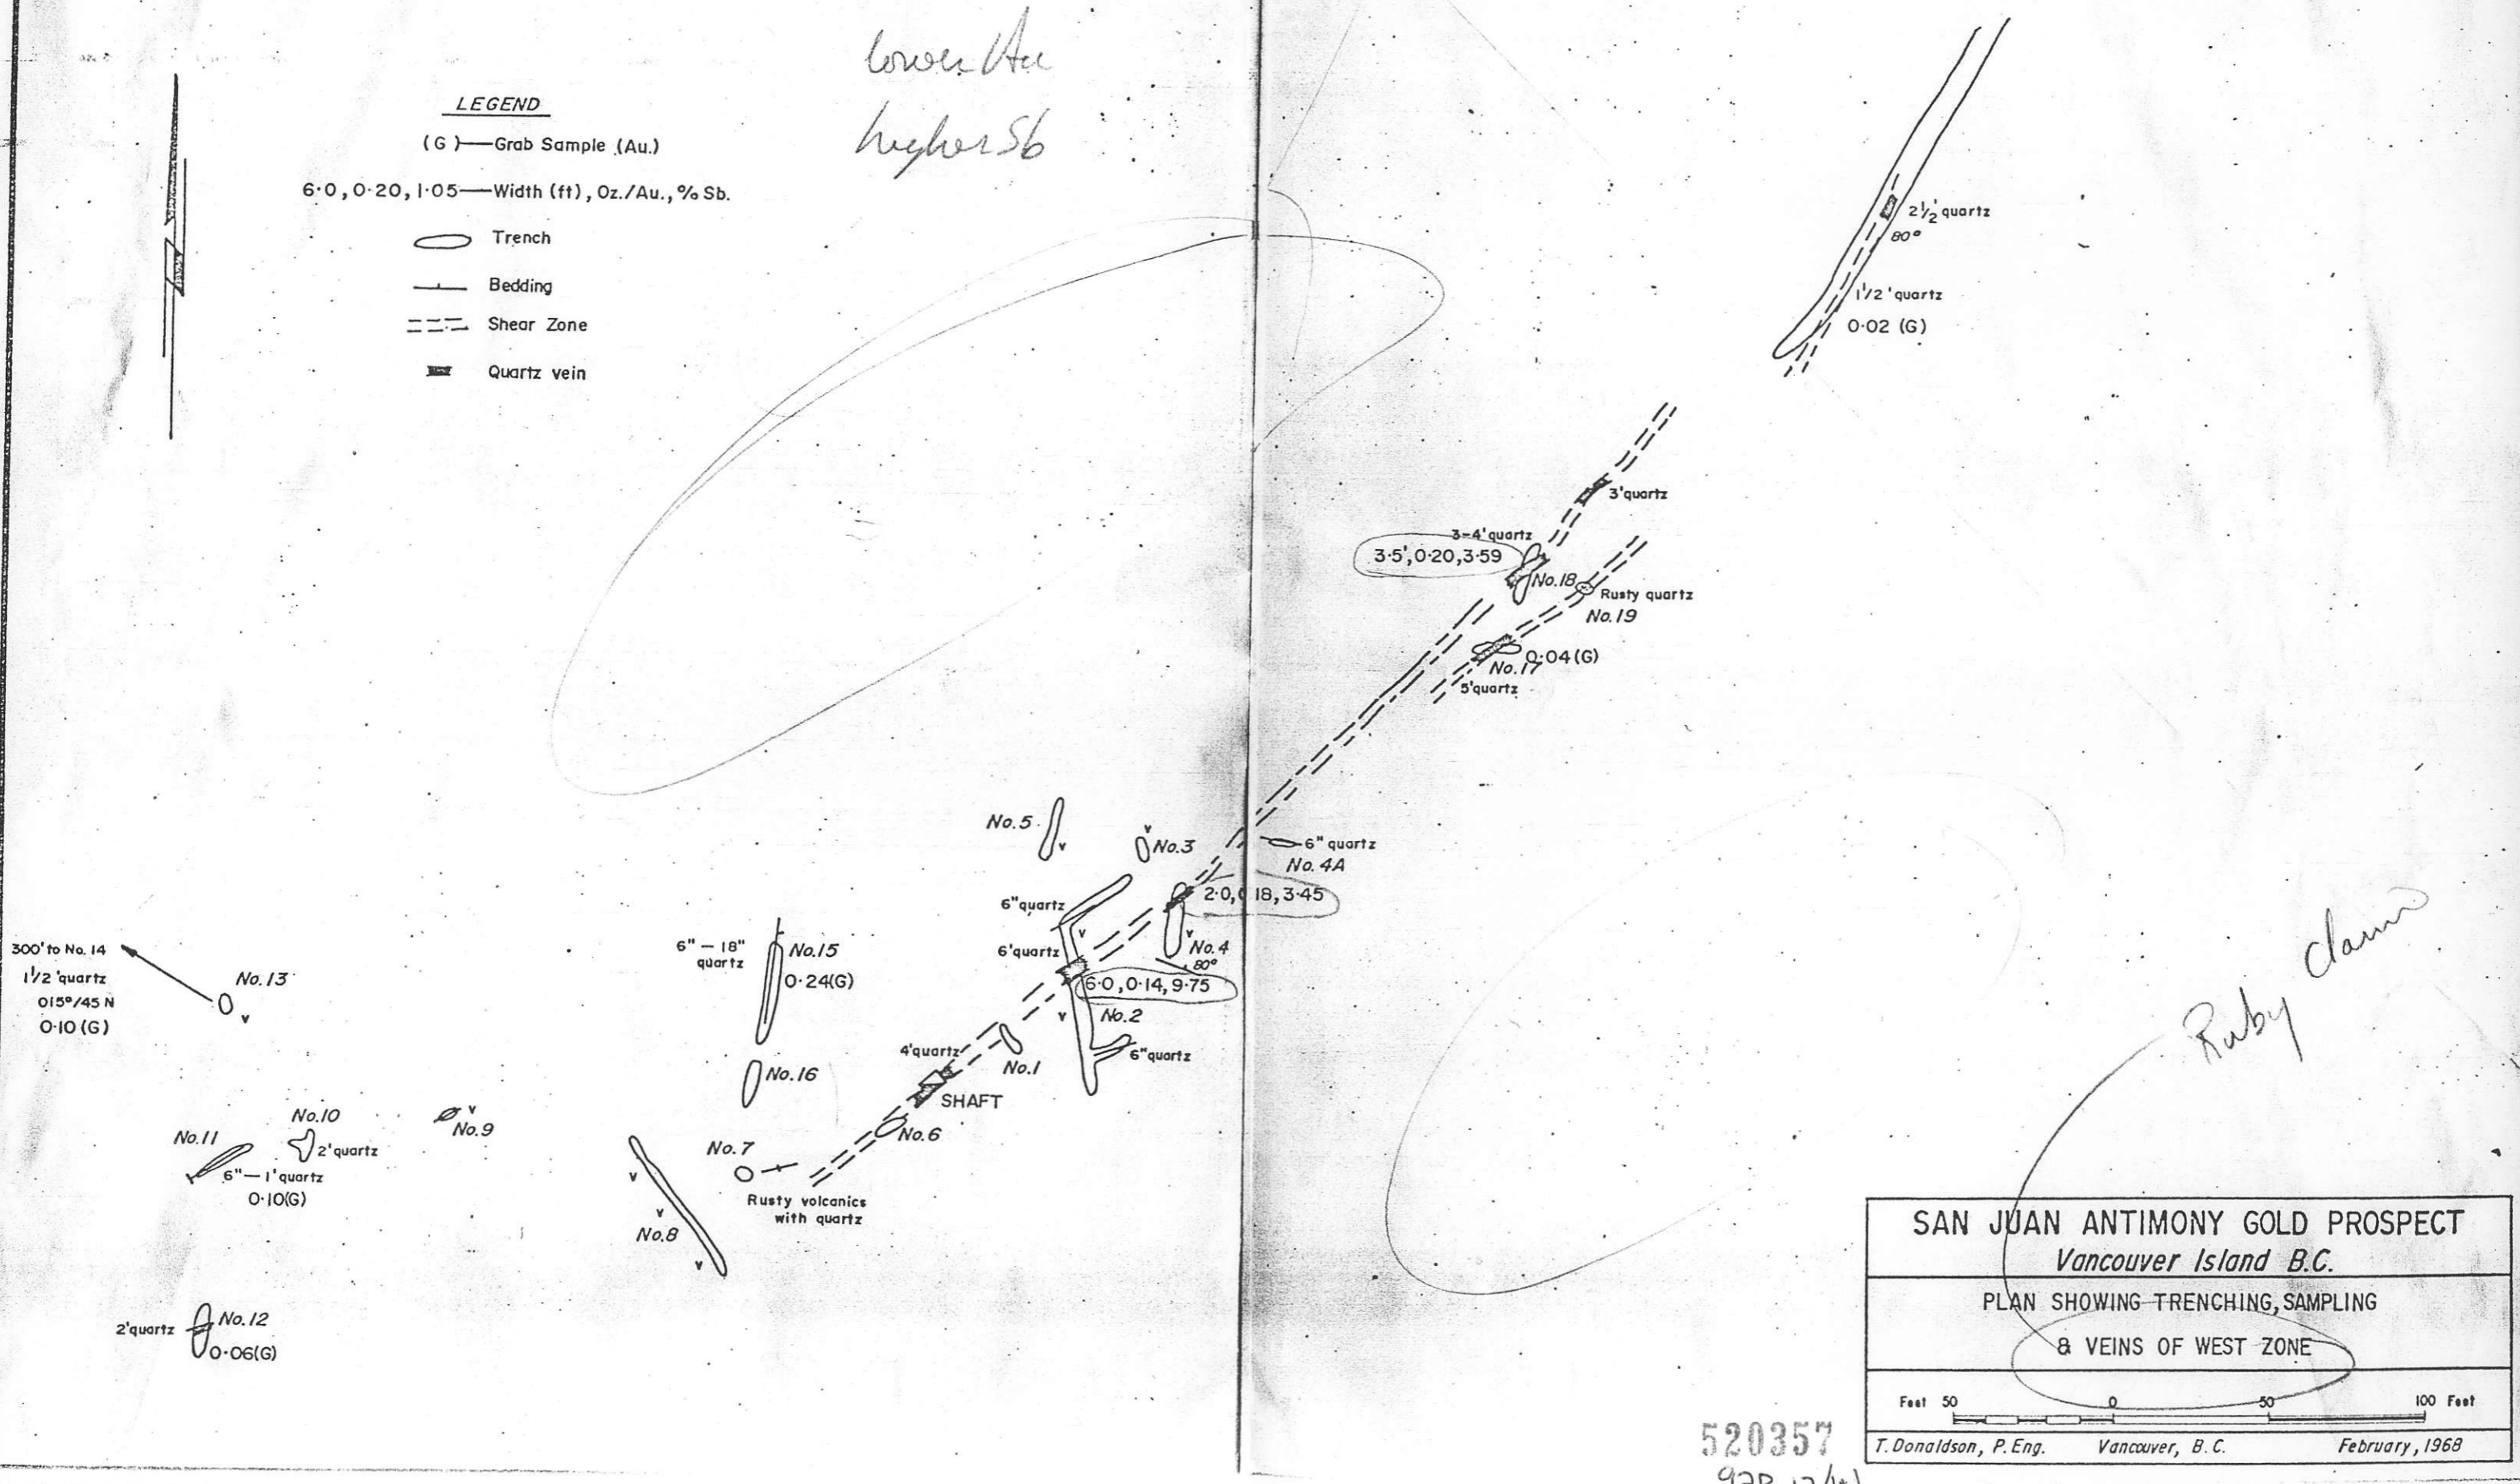 lower Au
higher Sb
LEGEND
(G)—Grab Sample (Au.)
6·0, 0·20, 1·05—Width (ft), Oz./Au., % Sb.
Trench
Bedding
Shear Zone
Quartz vein
2½' quartz
80°
1½' quartz
0·02 (G)
3' quartz
3-4' quartz
3·5', 0·20, 3·59
No.18
Rusty quartz
No.19
0·04 (G)
No.17
5' quartz
No.5
v
v
No.3
6" quartz
No. 4A
2·0, 0·18, 3·45
6" quartz
v
6' quartz
v
No.4
80°
6·0, 0·14, 9·75
v
No.2
6" quartz
No.1
4' quartz
SHAFT
No.6
6" — 18"
quartz
No.15
0·24(G)
No.16
No.7
Rusty volcanics
with quartz
v
v
No.8
v
300' to No. 14
1½' quartz
015°/45 N
0·10 (G)
No.13
v
No.11
6" — 1' quartz
0·10(G)
No.10
2' quartz
v
No.9
2' quartz
No.12
0·06(G)
Ruby Claim
SAN JUAN ANTIMONY GOLD PROSPECT
Vancouver Island B.C.
PLAN SHOWING TRENCHING, SAMPLING
& VEINS OF WEST ZONE
Feet 50 0 50 100 Feet
T. Donaldson, P. Eng. Vancouver, B.C. February, 1968
520357